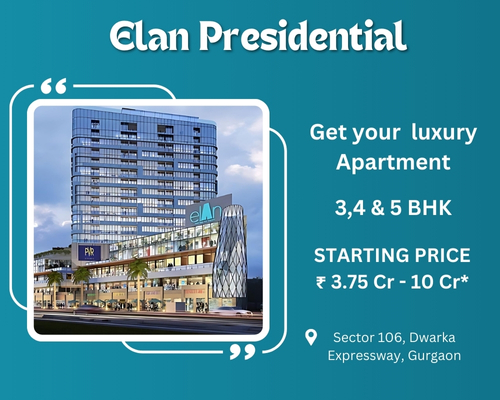 Elan Presidential
Get your luxury
Apartment
3,4 & 5 BHK
STARTING PRICE
₹ 3.75 Cr - 10 Cr*
Sector 106, Dwarka
Expressway, Gurgaon
elan
PVR